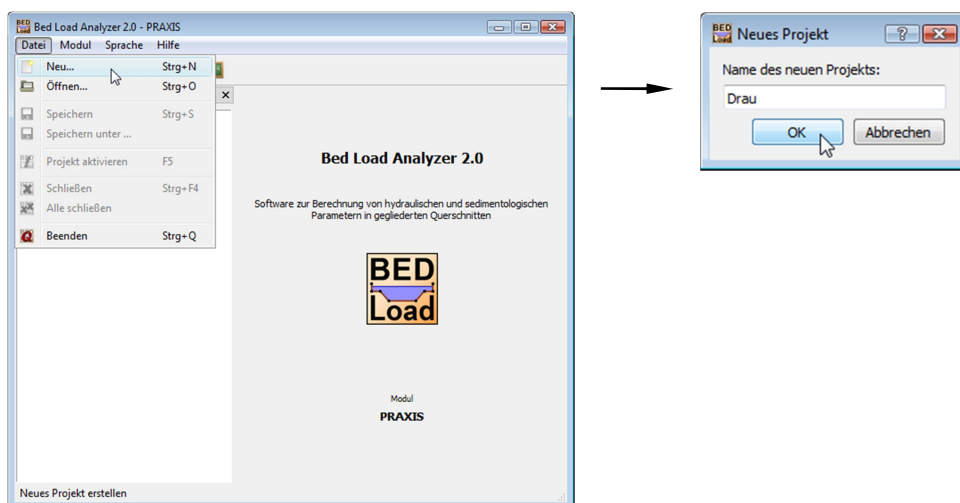 Bed Load Analyzer 2.0 - PRAXIS
Datei Modul Sprache Hilfe
Neu... Strg+N
Öffnen... Strg+O
Speichern Strg+S
Speichern unter ...
Projekt aktivieren F5
Schließen Strg+F4
Alle schließen
Beenden Strg+Q
Bed Load Analyzer 2.0
Software zur Berechnung von hydraulischen und sedimentologischen
Parametern in gegliederten Querschnitten
BED
Load
Modul
PRAXIS
Neues Projekt erstellen
BED
Load
Neues Projekt
Name des neuen Projekts:
Drau
OK Abbrechen